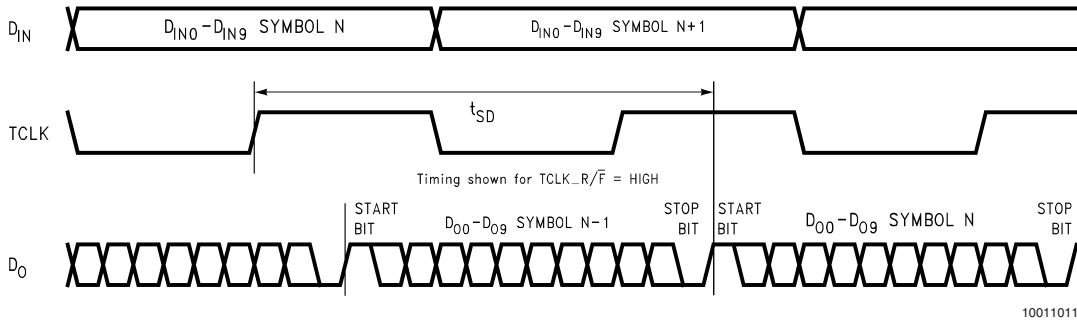 D_IN
D_IN0-D_IN9 SYMBOL N
D_IN0-D_IN9 SYMBOL N+1
t_SD
TCLK
Timing shown for TCLK_R/F̅ = HIGH
START BIT
D_O0-D_O9 SYMBOL N-1
STOP BIT
START BIT
D_O0-D_O9 SYMBOL N
STOP BIT
D_O
10011011